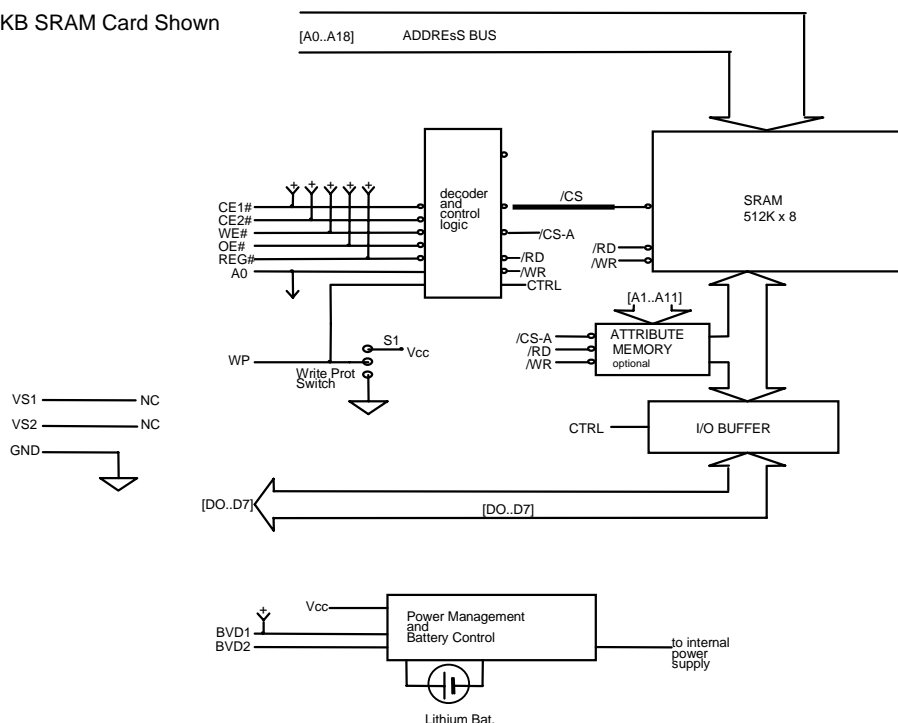 KB SRAM Card Shown
[A0..A18] ADDREsS BUS
CE1#
CE2#
WE#
OE#
REG#
A0
+ + + + +
decoder
and
control
logic
/CS
/CS-A
/RD
/WR
CTRL
SRAM
512K x 8
/RD
/WR
[A1..A11]
/CS-A
/RD
/WR
ATTRIBUTE
MEMORY
optional
WP
S1
Vcc
Write Prot
Switch
VS1 NC
VS2 NC
GND
CTRL
I/O BUFFER
[DO..D7]
[DO..D7]
Vcc
+
BVD1
BVD2
Power Management
and
Battery Control
to internal
power
supply
Lithium Bat.